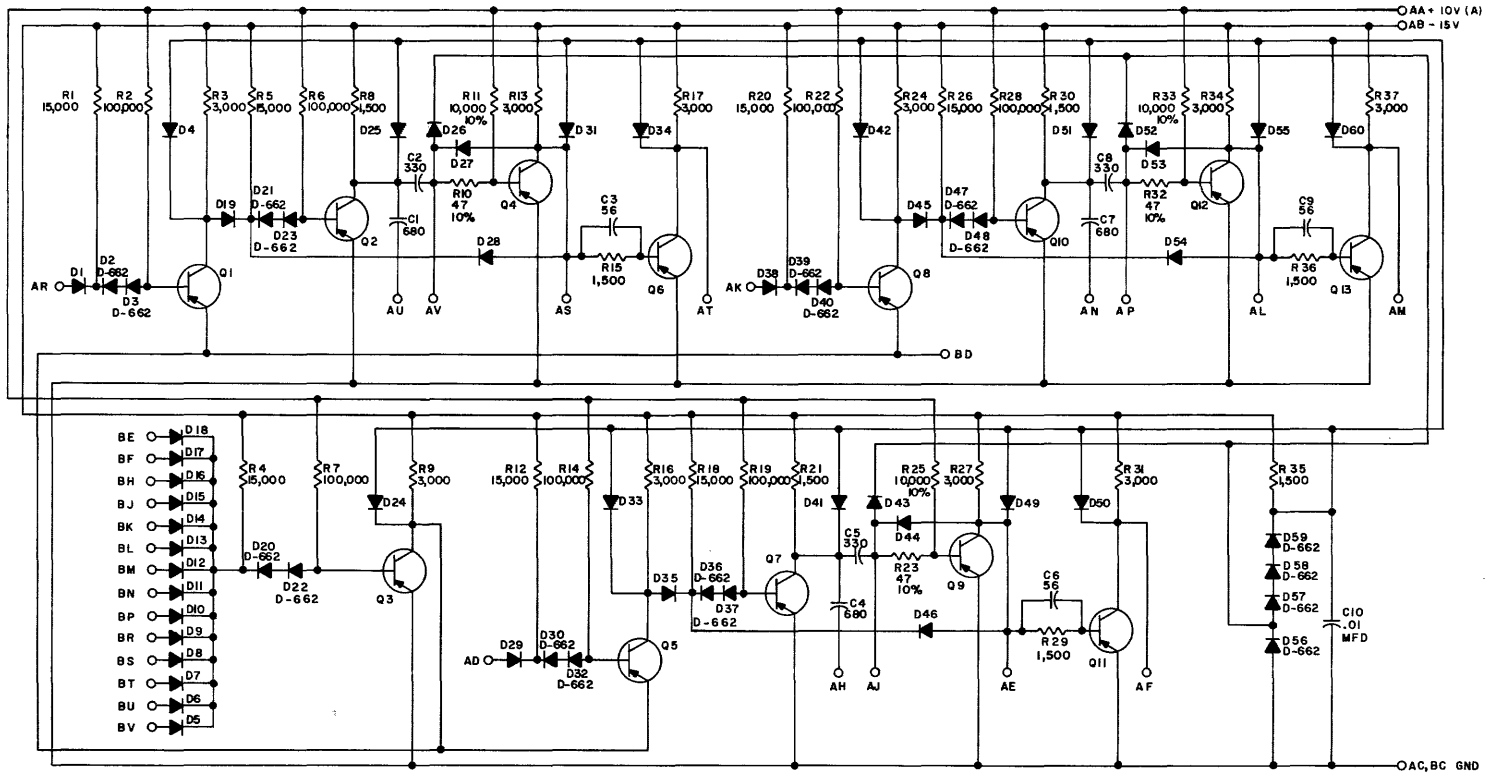 AA + 10V (A)
AB - 15V
R1
15,000
R2
100,000
D4
R3
3,000
R5
15,000
R6
100,000
R8
1,500
D25
D26
R11
10,000
10%
R13
3,000
D31
D34
R17
3,000
R20
15,000
R22
100,000
D42
R24
3,000
R26
15,000
R28
100,000
R30
1,500
D51
D52
R33
10,000
10%
R34
3,000
D55
D60
R37
3,000
D27
C2
330
R10
47
10%
Q4
D53
C8
330
R32
47
10%
Q12
D19
D21
D-662
D23
D-662
Q2
C1
680
D28
C3
56
R15
1,500
Q6
D45
D47
D-662
D48
D-662
Q10
C7
680
D54
C9
56
R36
1,500
Q13
AR
D1
D2
D-662
D3
D-662
Q1
AU
AV
AS
AT
AK
D38
D39
D-662
D40
D-662
Q8
AN
AP
AL
AM
BD
BE
D18
BF
D17
BH
D16
BJ
D15
BK
D14
BL
D13
BM
D12
BN
D11
BP
D10
BR
D9
BS
D8
BT
D7
BU
D6
BV
D5
R4
15,000
R7
100,000
R9
3,000
D24
D20
D-662
D22
D-662
Q3
R12
15,000
R14
100,000
D33
R16
3,000
R18
15,000
R19
100,000
R21
1,500
D41
D43
R25
10,000
10%
R27
3,000
D49
D50
R31
3,000
R35
1,500
D44
C5
330
R23
47
10%
Q9
D35
D36
D-662
D37
D-662
Q7
C4
680
D46
C6
56
R29
1,500
Q11
AD
D29
D30
D-662
D32
D-662
Q5
AH
AJ
AE
AF
D59
D-662
D58
D-662
D57
D-662
D56
D-662
C10
.01
MFD
AC, BC GND